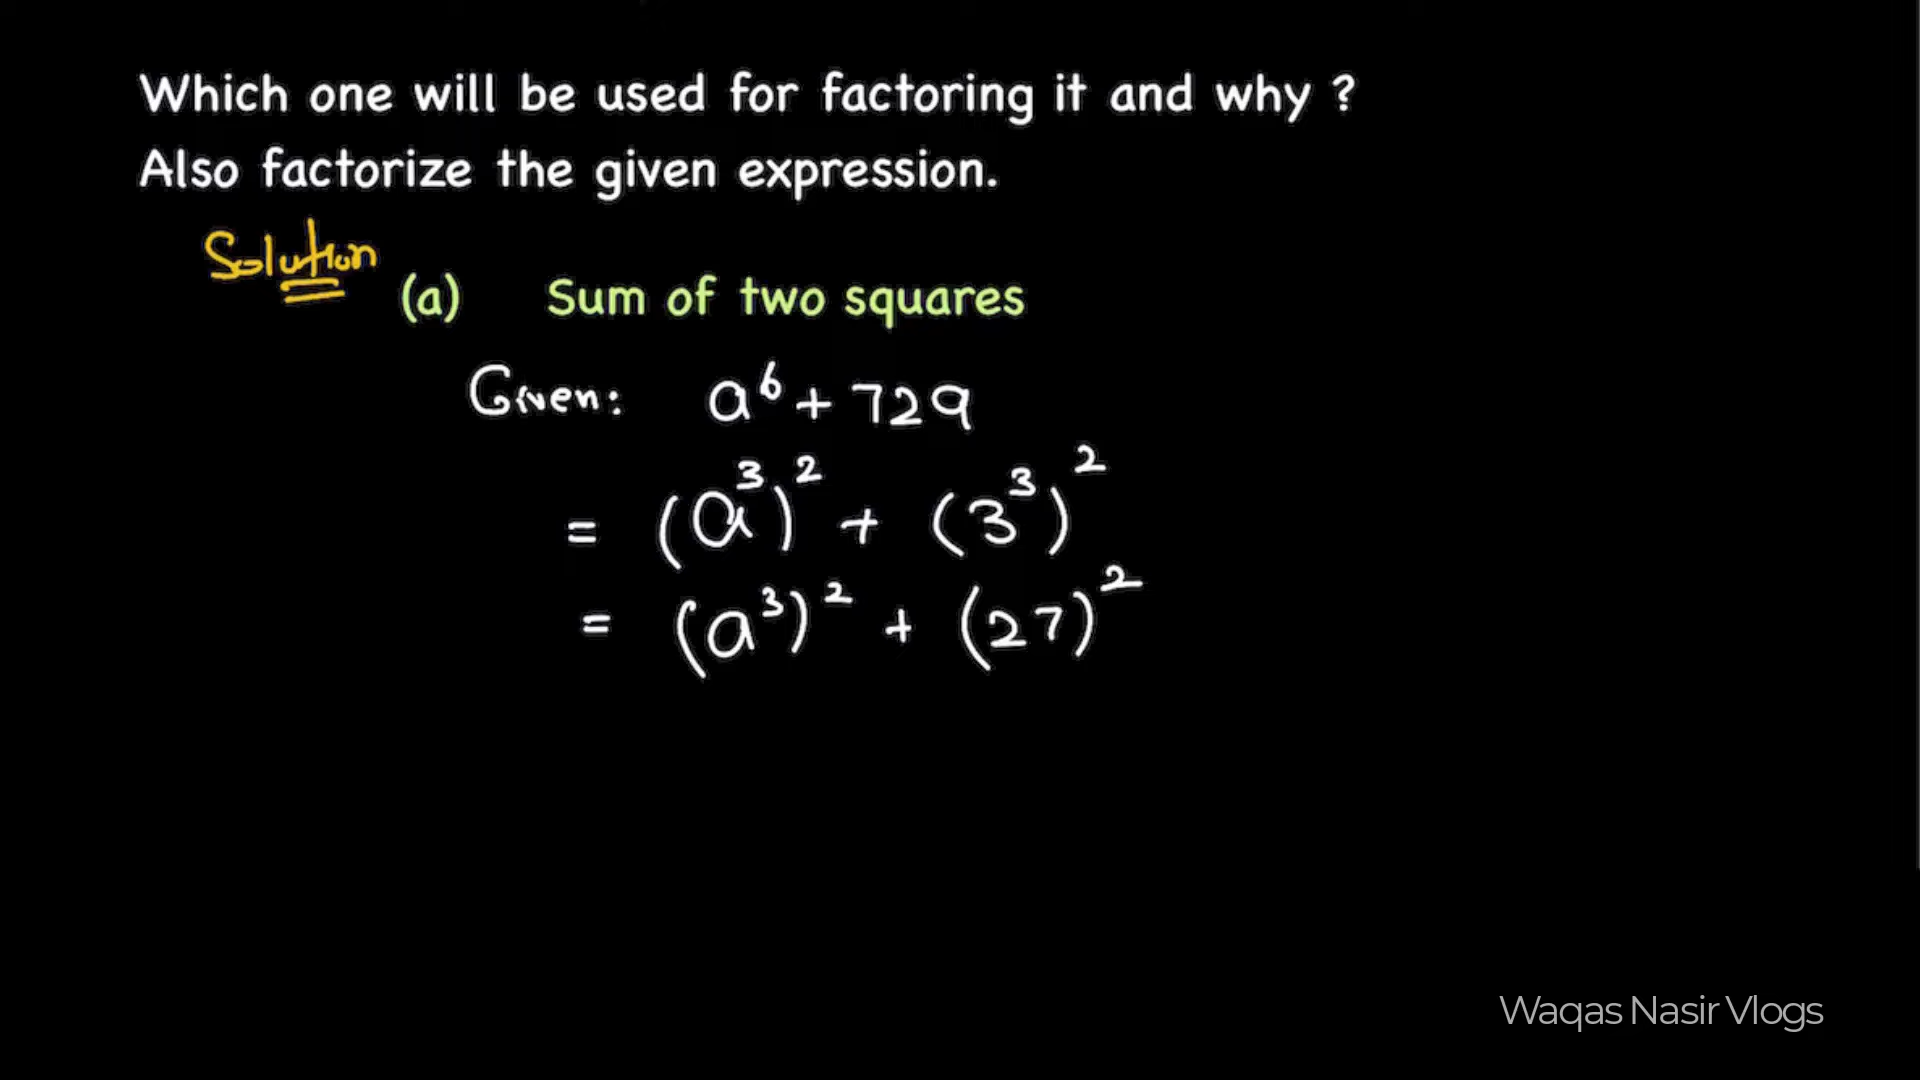 Which one will be used for factoring it and why ?
Also factorize the given expression.
Solution
(a) Sum of two squares
Given: a⁶ + 729
= (a³)² + (3³)²
= (a³)² + (27)²
Waqas Nasir Vlogs